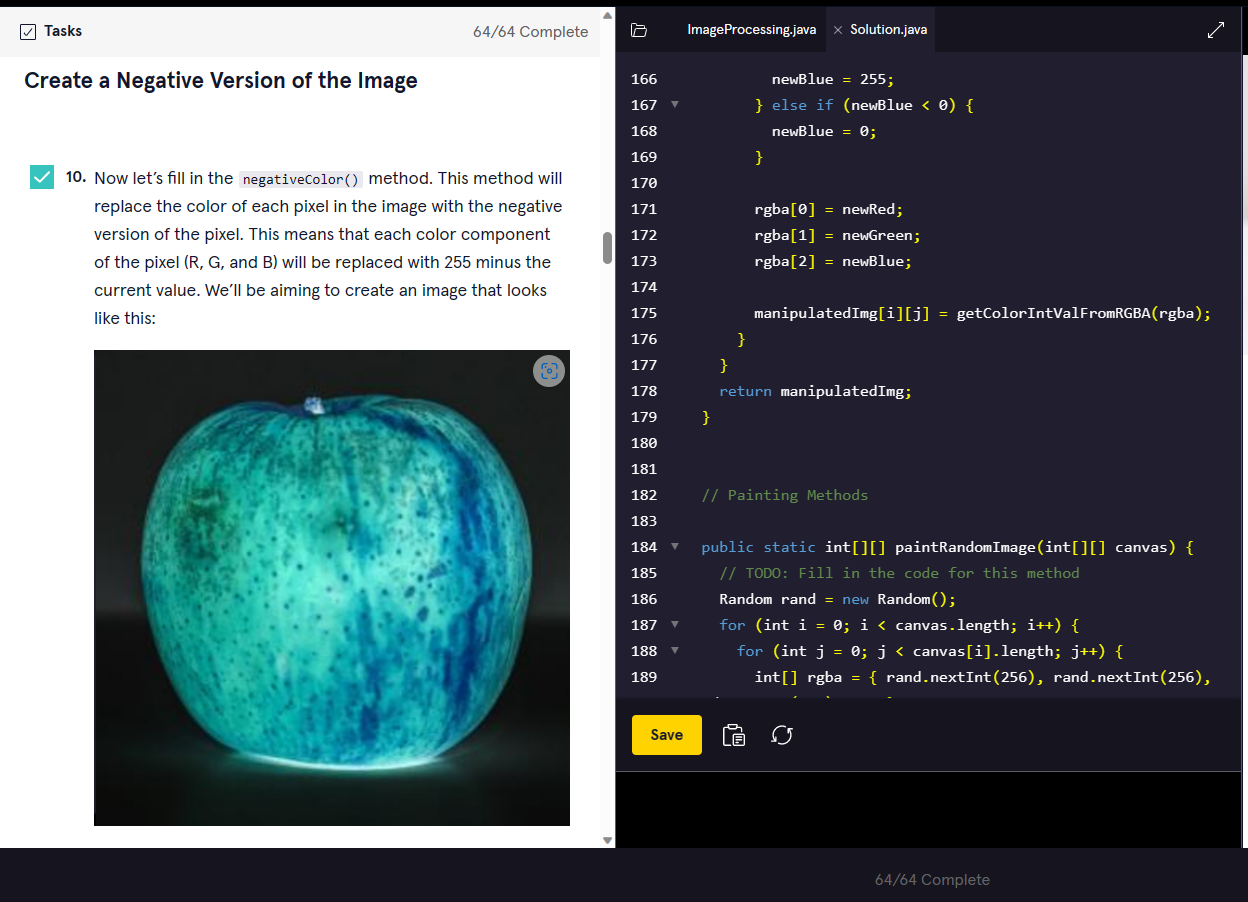 Tasks
64/64 Complete
Create a Negative Version of the Image
10. Now let’s fill in the negativeColor() method. This method will
replace the color of each pixel in the image with the negative
version of the pixel. This means that each color component
of the pixel (R, G, and B) will be replaced with 255 minus the
current value. We’ll be aiming to create an image that looks
like this:
ImageProcessing.java
× Solution.java
166 newBlue = 255;
167 } else if (newBlue < 0) {
168 newBlue = 0;
169 }
170
171 rgba[0] = newRed;
172 rgba[1] = newGreen;
173 rgba[2] = newBlue;
174
175 manipulatedImg[i][j] = getColorIntValFromRGBA(rgba);
176 }
177 }
178 return manipulatedImg;
179 }
180
181
182 // Painting Methods
183
184 public static int[][] paintRandomImage(int[][] canvas) {
185 // TODO: Fill in the code for this method
186 Random rand = new Random();
187 for (int i = 0; i < canvas.length; i++) {
188 for (int j = 0; j < canvas[i].length; j++) {
189 int[] rgba = { rand.nextInt(256), rand.nextInt(256),
Save
64/64 Complete